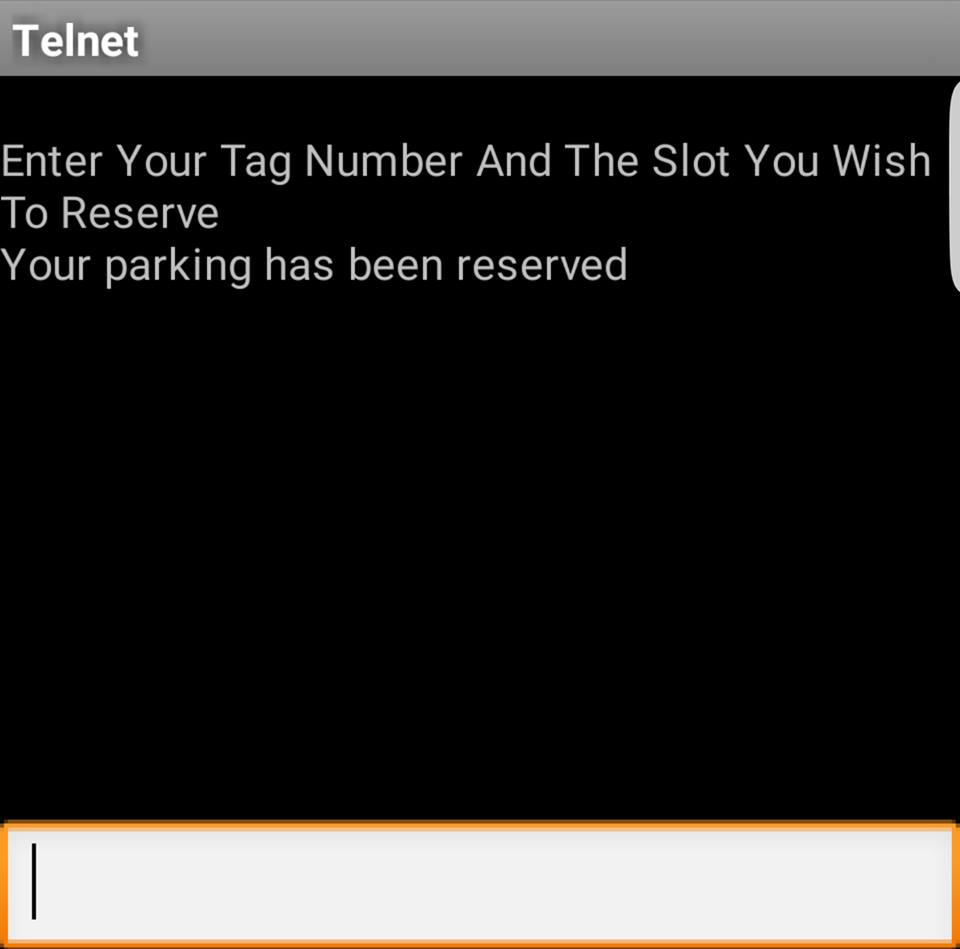 Telnet
Enter Your Tag Number And The Slot You Wish
To Reserve
Your parking has been reserved